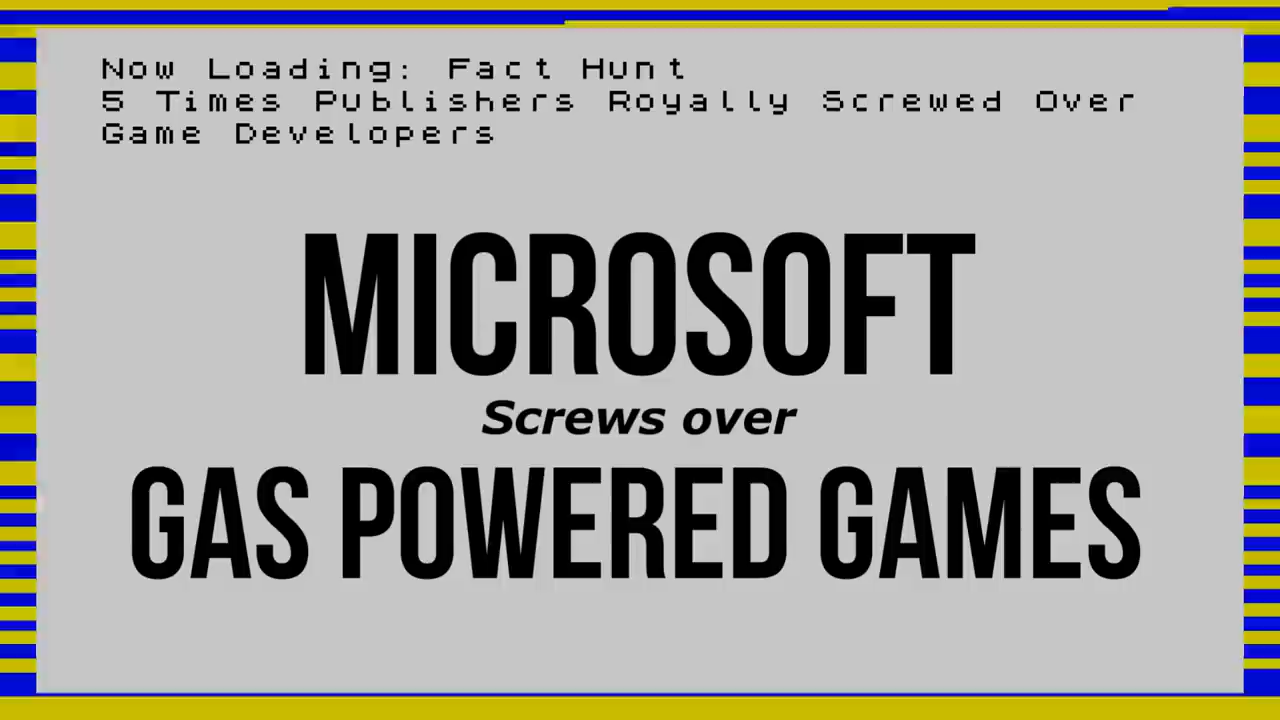 Now Loading: Fact Hunt
5 Times Publishers Royally Screwed Over
Game Developers
MICROSOFT
Screws over
GAS POWERED GAMES